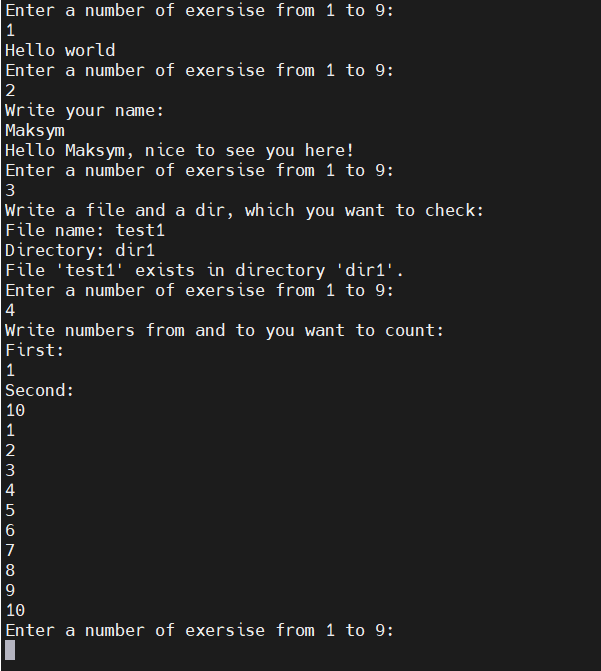 Enter a number of exersise from 1 to 9:
1
Hello world
Enter a number of exersise from 1 to 9:
2
Write your name:
Maksym
Hello Maksym, nice to see you here!
Enter a number of exersise from 1 to 9:
3
Write a file and a dir, which you want to check:
File name: test1
Directory: dir1
File 'test1' exists in directory 'dir1'.
Enter a number of exersise from 1 to 9:
4
Write numbers from and to you want to count:
First:
1
Second:
10
1
2
3
4
5
6
7
8
9
10
Enter a number of exersise from 1 to 9: